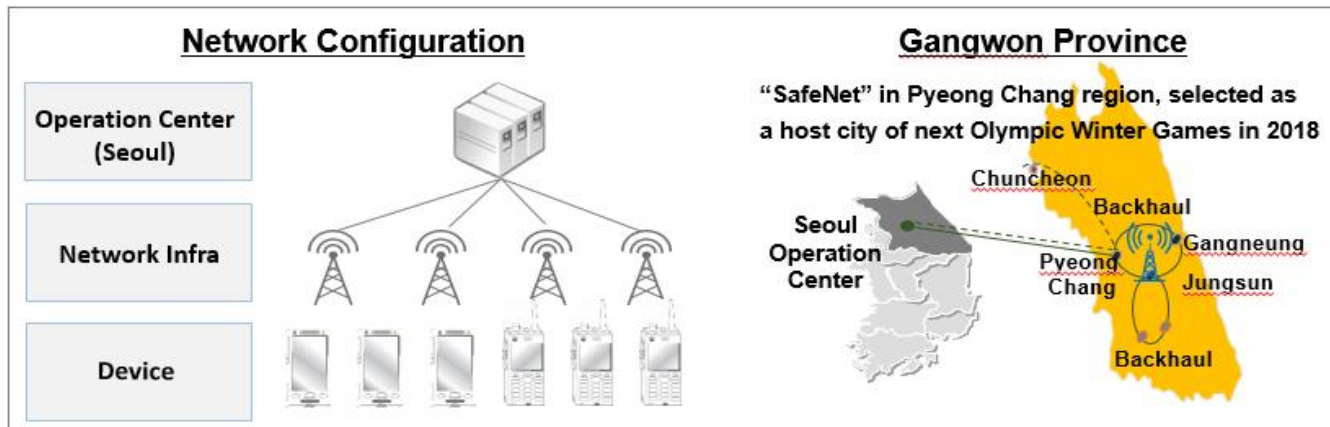 Network Configuration
Operation Center
(Seoul)
Network Infra
Device
Gangwon Province
“SafeNet” in Pyeong Chang region, selected as
a host city of next Olympic Winter Games in 2018
Chuncheon
Backhaul
Seoul
Operation
Center
Gangneung
Pyeong
Chang
Jungsun
Backhaul